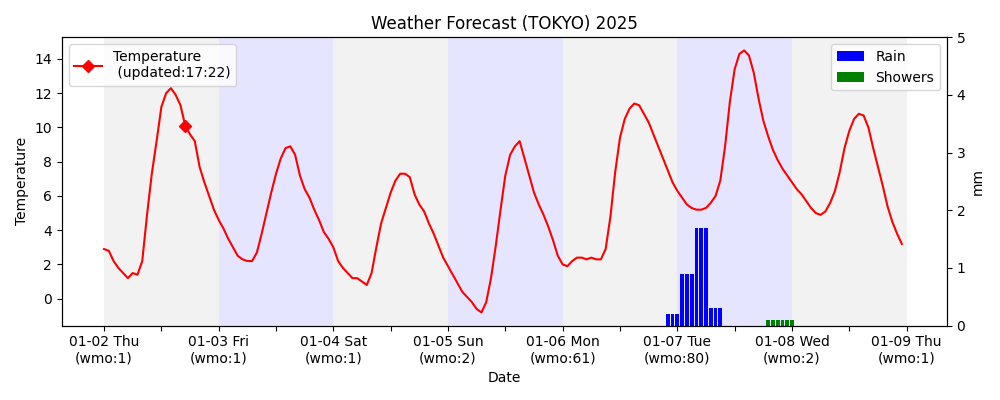 Weather Forecast (TOKYO) 2025
Temperature
(updated:17:22)
Rain
Showers
Temperature
14
12
10
8
6
4
2
0
5
4
3
2
1
0
mm
01-02 Thu
(wmo:1)
01-03 Fri
(wmo:1)
01-04 Sat
(wmo:1)
01-05 Sun
(wmo:2)
01-06 Mon
(wmo:61)
01-07 Tue
(wmo:80)
01-08 Wed
(wmo:2)
01-09 Thu
(wmo:1)
Date